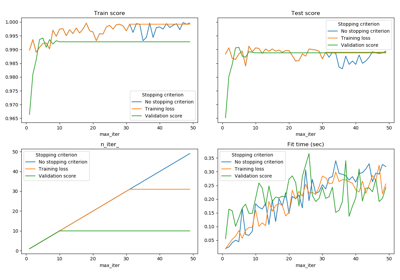 Train score
1.000
0.995
0.990
0.985
0.980
0.975
0.970
0.965
Stopping criterion
No stopping criterion
Training loss
Validation score
0
10
20
30
40
50
max_iter
Test score
Stopping criterion
No stopping criterion
Training loss
Validation score
0
10
20
30
40
50
max_iter
n_iter_
50
40
30
20
10
0
Stopping criterion
No stopping criterion
Training loss
Validation score
0
10
20
30
40
50
max_iter
Fit time (sec)
0.35
0.30
0.25
0.20
0.15
0.10
0.05
Stopping criterion
No stopping criterion
Training loss
Validation score
0
10
20
30
40
50
max_iter